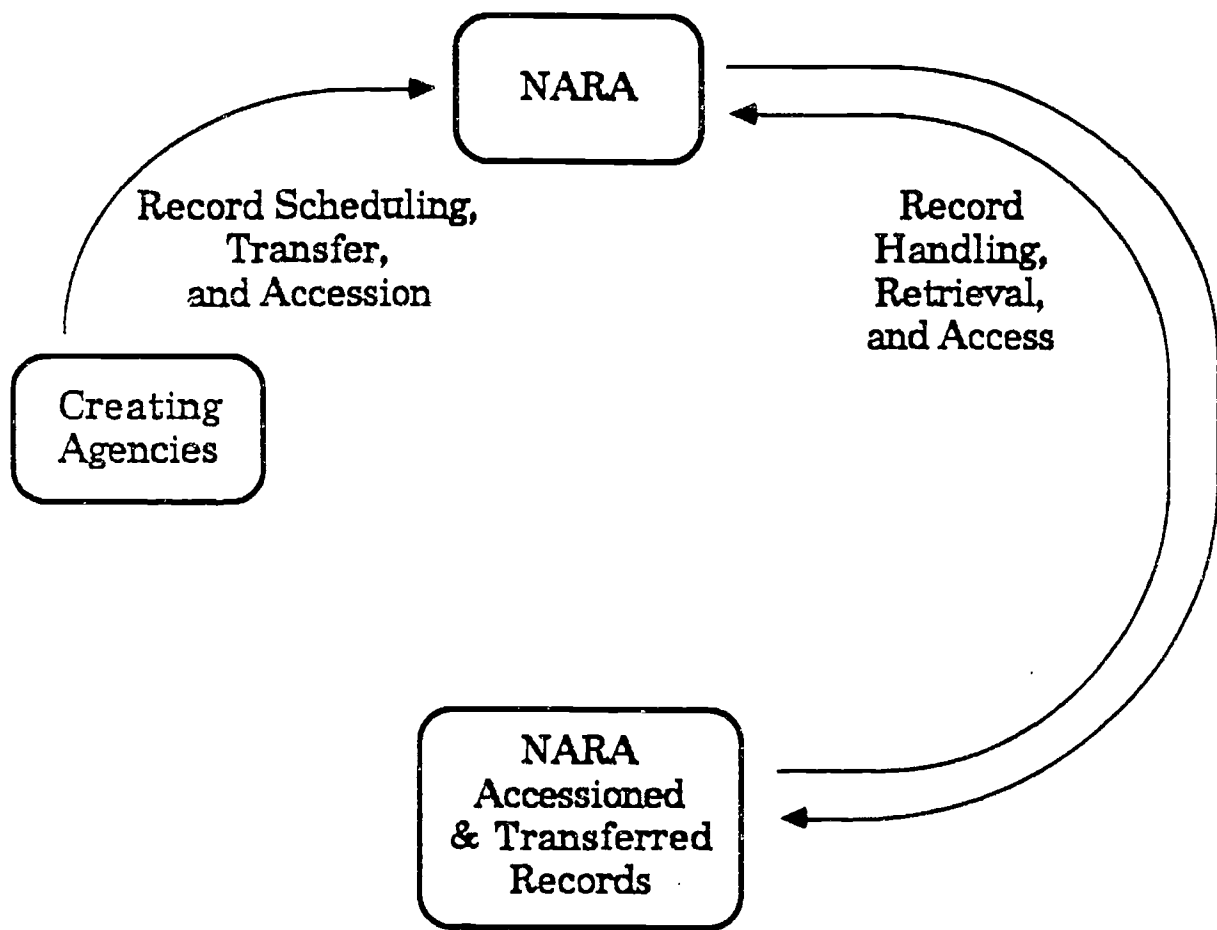 NARA
Record Scheduling,
Transfer,
and Accession
Record
Handling,
Retrieval,
and Access
Creating
Agencies
NARA
Accessioned
& Transferred
Records